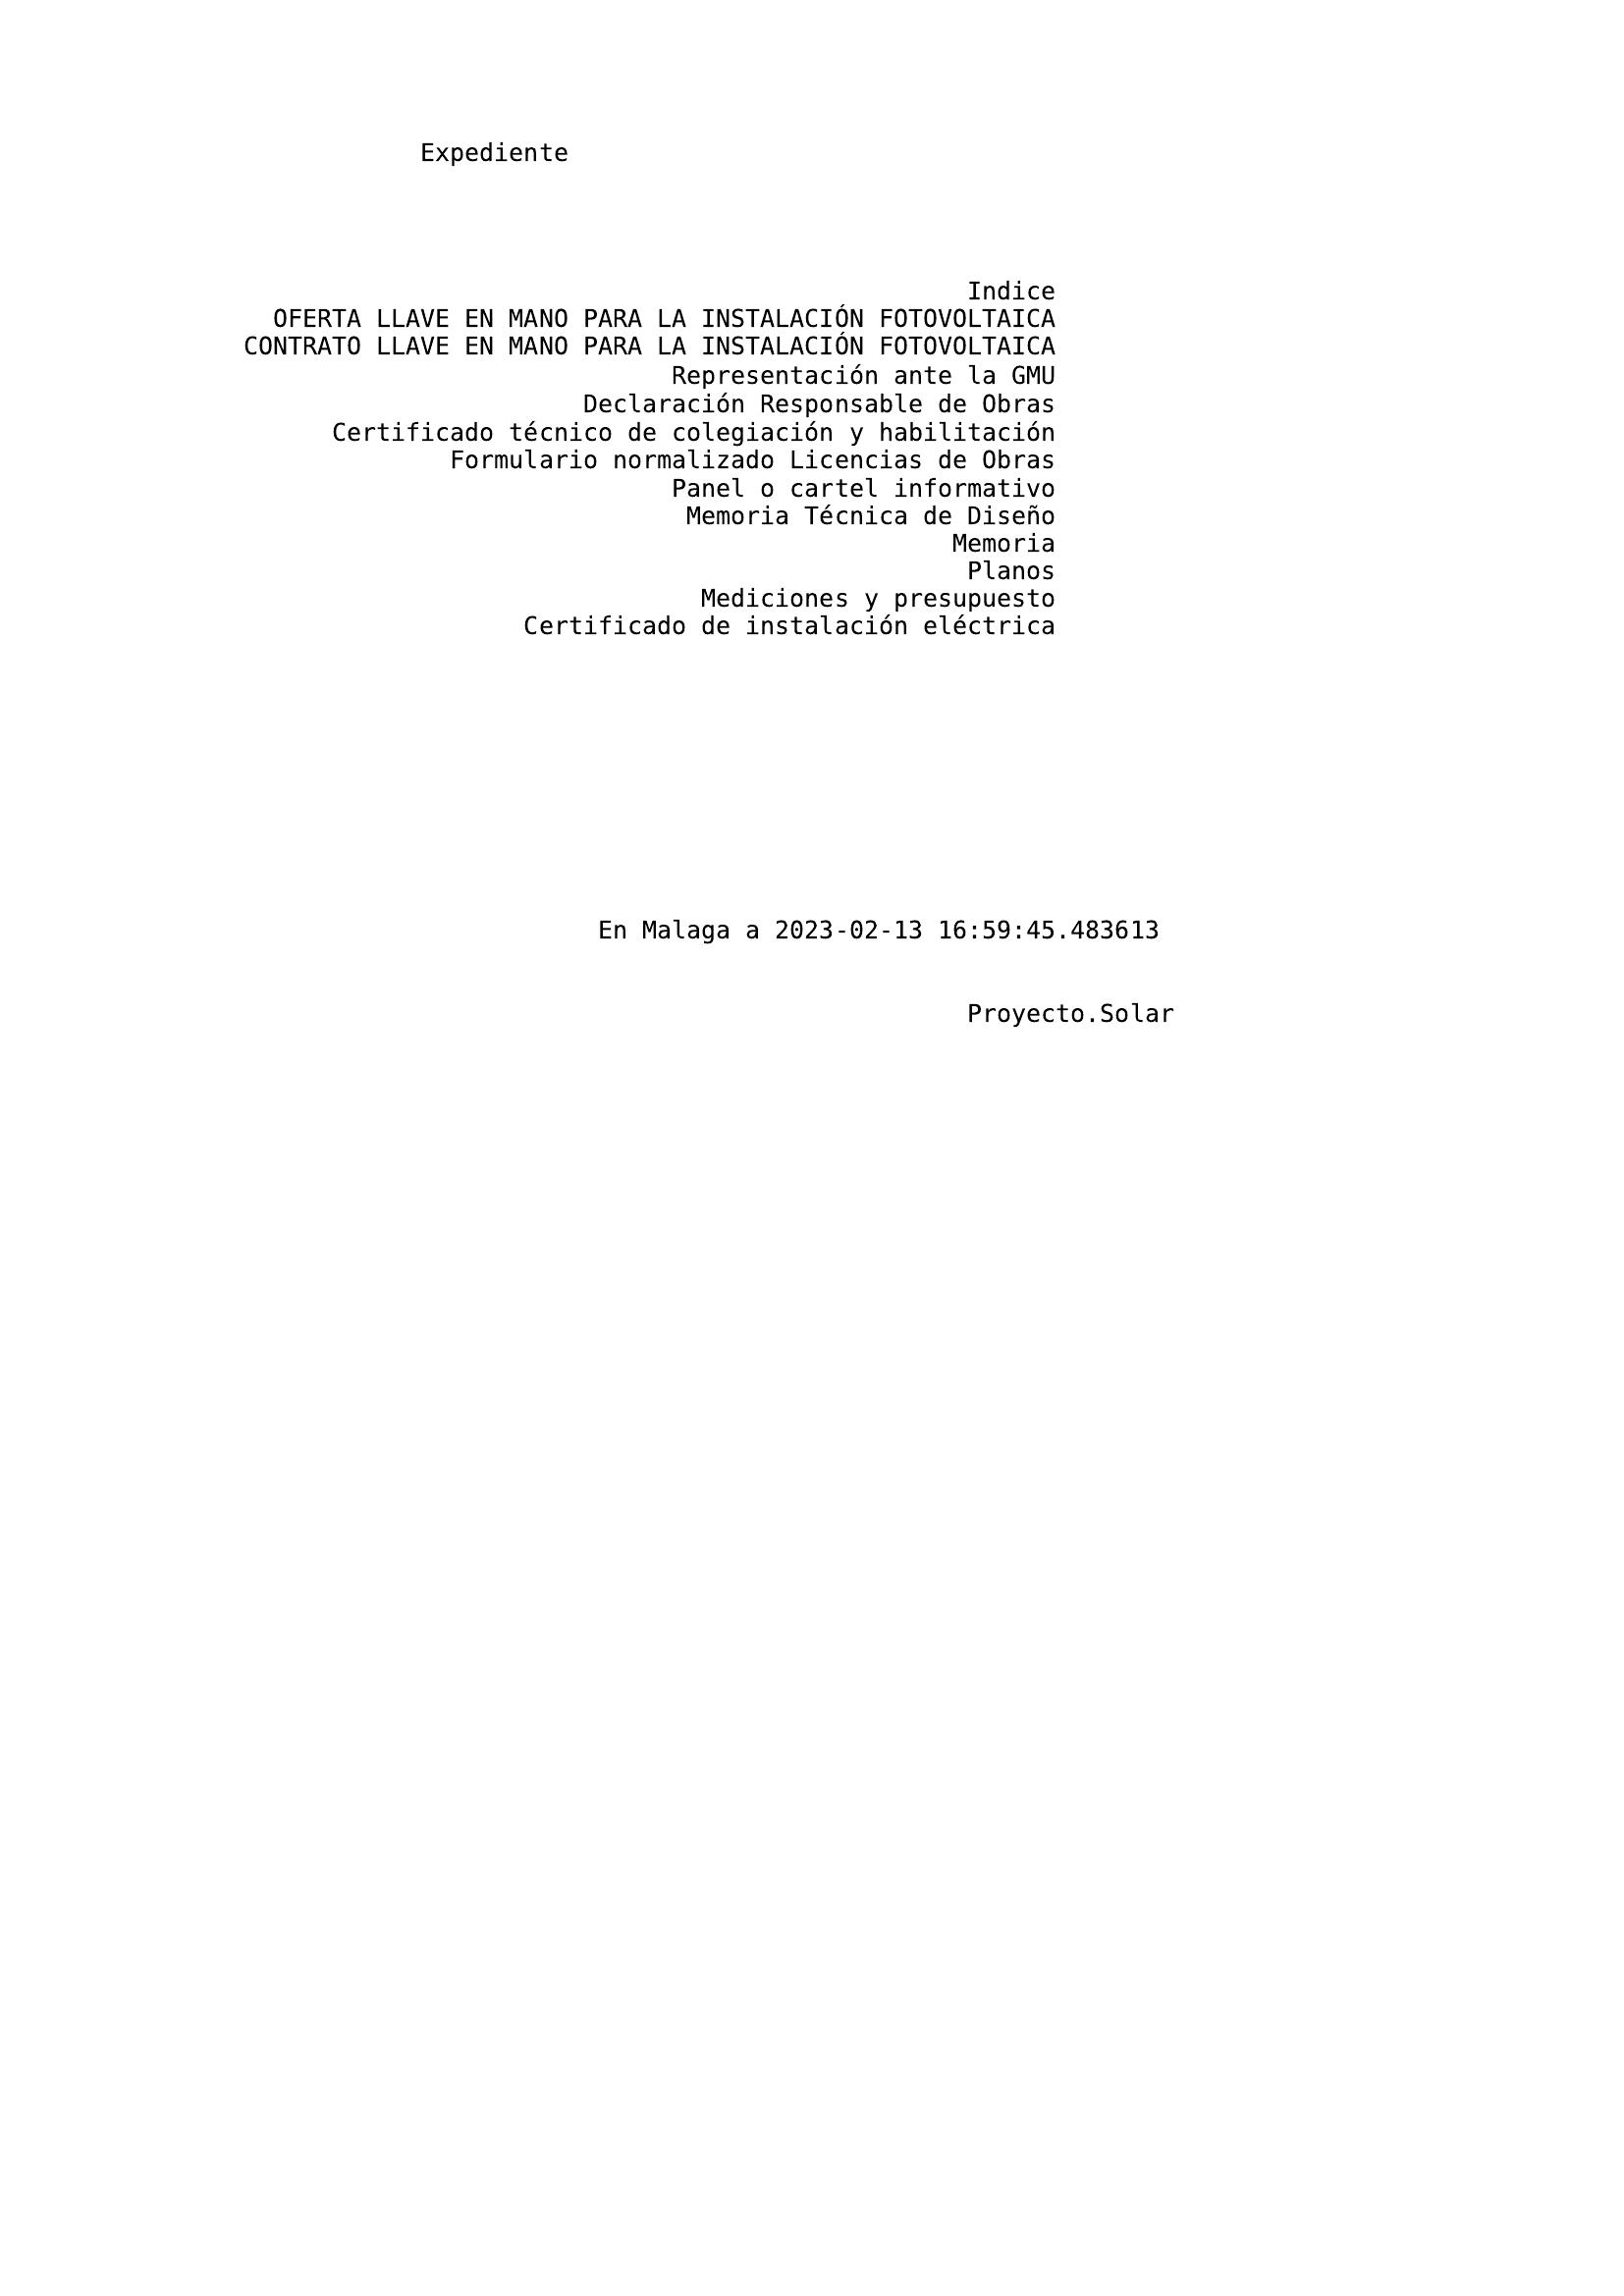 Expediente
Indice
OFERTA LLAVE EN MANO PARA LA INSTALACIÓN FOTOVOLTAICA
CONTRATO LLAVE EN MANO PARA LA INSTALACIÓN FOTOVOLTAICA
Representación ante la GMU
Declaración Responsable de Obras
Certificado técnico de colegiación y habilitación
Formulario normalizado Licencias de Obras
Panel o cartel informativo
Memoria Técnica de Diseño
Memoria
Planos
Mediciones y presupuesto
Certificado de instalación eléctrica
En Malaga a 2023-02-13 16:59:45.483613
Proyecto.Solar